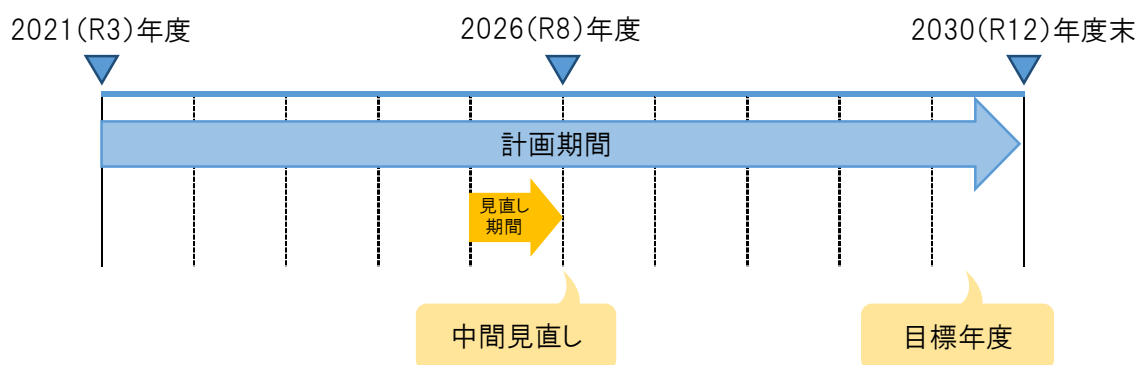 2021(R3)年度
2026(R8)年度
2030(R12)年度末
計画期間
見直し
期間
中間見直し
目標年度